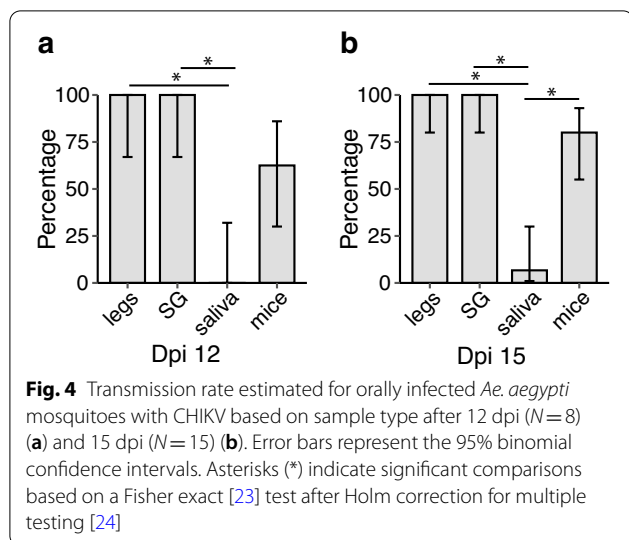 a
b
*
*
*
*
*
100
75
50
25
0
Percentage
legs
SG
saliva
mice
Dpi 12
100
75
50
25
0
Percentage
legs
SG
saliva
mice
Dpi 15
Fig. 4 Transmission rate estimated for orally infected Ae. aegypti
mosquitoes with CHIKV based on sample type after 12 dpi (N = 8)
(a) and 15 dpi (N = 15) (b). Error bars represent the 95% binomial
confidence intervals. Asterisks (*) indicate significant comparisons
based on a Fisher exact [23] test after Holm correction for multiple
testing [24]